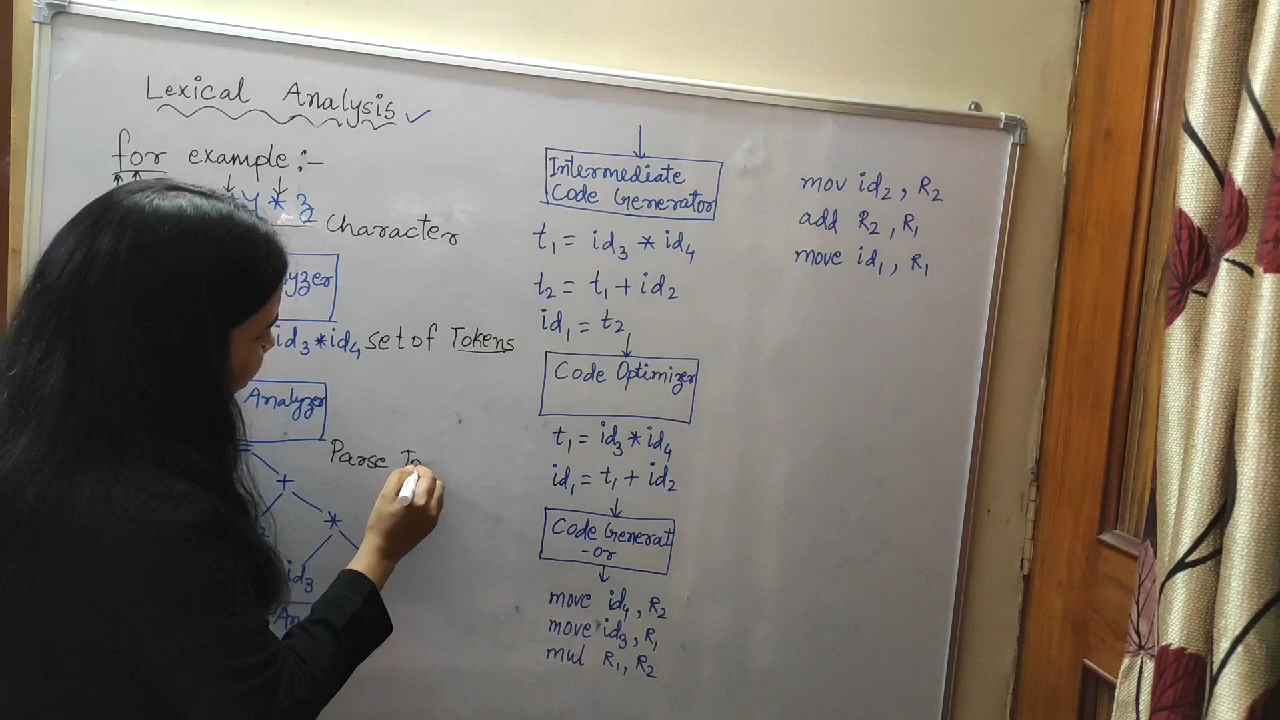 Lexical Analysis
for example :-
+y * z Character
yzer
id3 * id4 set of Tokens
Analyzer
=
Parse
+
*
id3
An
Intermediate
Code Generator
t1 = id3 * id4
t2 = t1 + id2
id1 = t2
Code Optimizer
t1 = id3 * id4
id1 = t1 + id2
Code Generat
-or
move id4, R2
move id3, R1
mul R1, R2
mov id2, R2
add R2, R1
move id1, R1